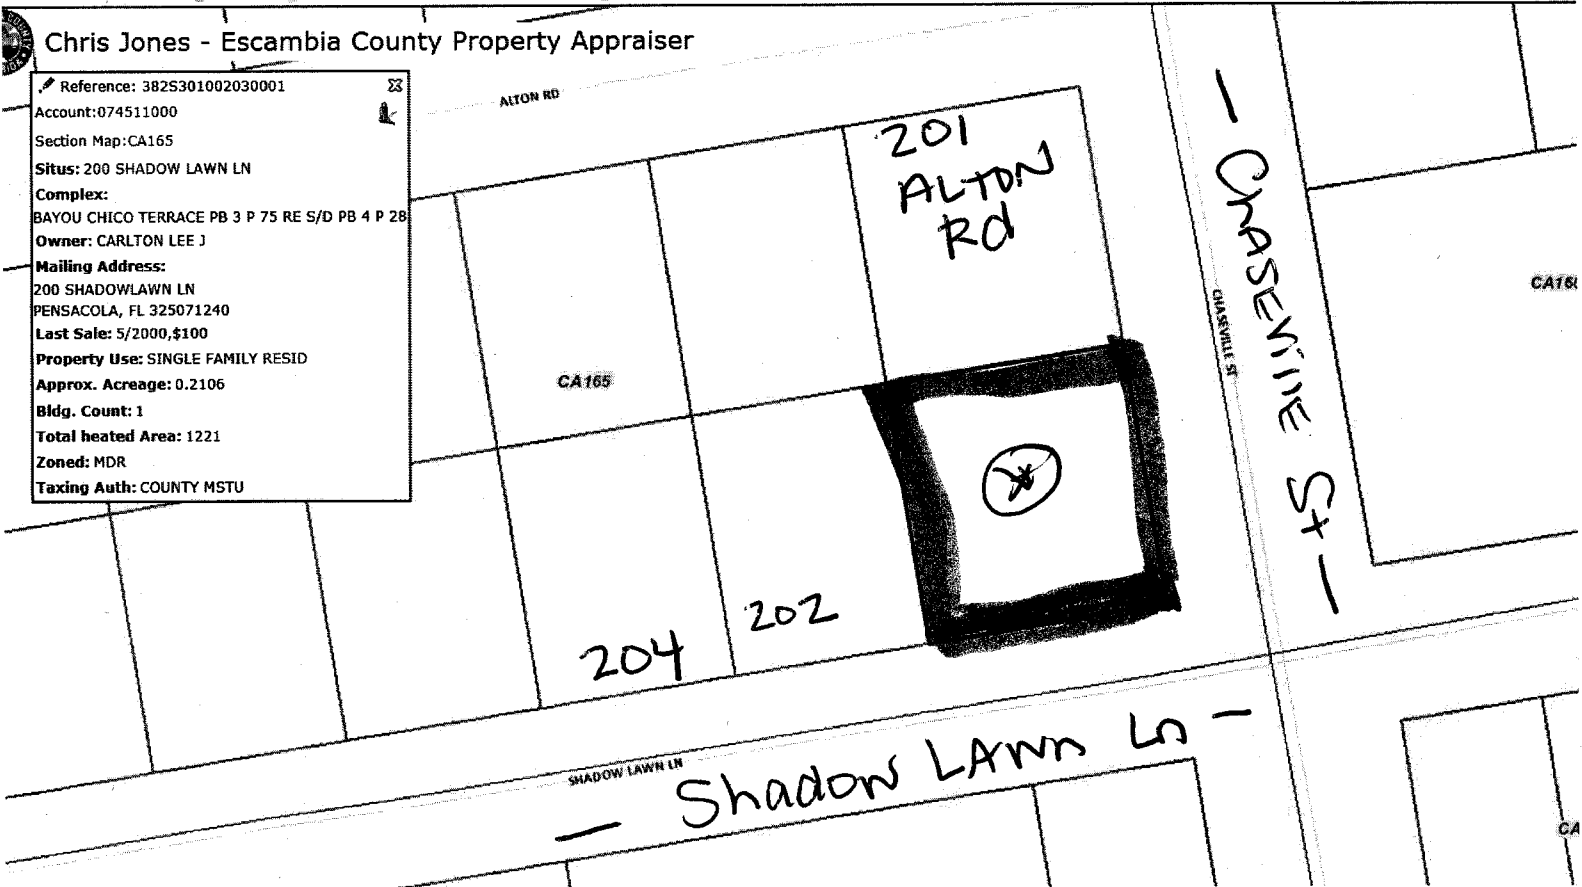 Chris Jones - Escambia County Property Appraiser
Reference: 382S301002030001
Account:074511000
Section Map:CA165
Situs: 200 SHADOW LAWN LN
Complex:
BAYOU CHICO TERRACE PB 3 P 75 RE S/D PB 4 P 28
Owner: CARLTON LEE J
Mailing Address:
200 SHADOWLAWN LN
PENSACOLA, FL 325071240
Last Sale: 5/2000,$100
Property Use: SINGLE FAMILY RESID
Approx. Acreage: 0.2106
Bldg. Count: 1
Total heated Area: 1221
Zoned: MDR
Taxing Auth: COUNTY MSTU
ALTON RD
201
ALTON
Rd
CA165
CHASEVILLE ST
— ChASEVillE St —
204
202
SHADOW LAWN LN
— Shadow LAwn Ln —